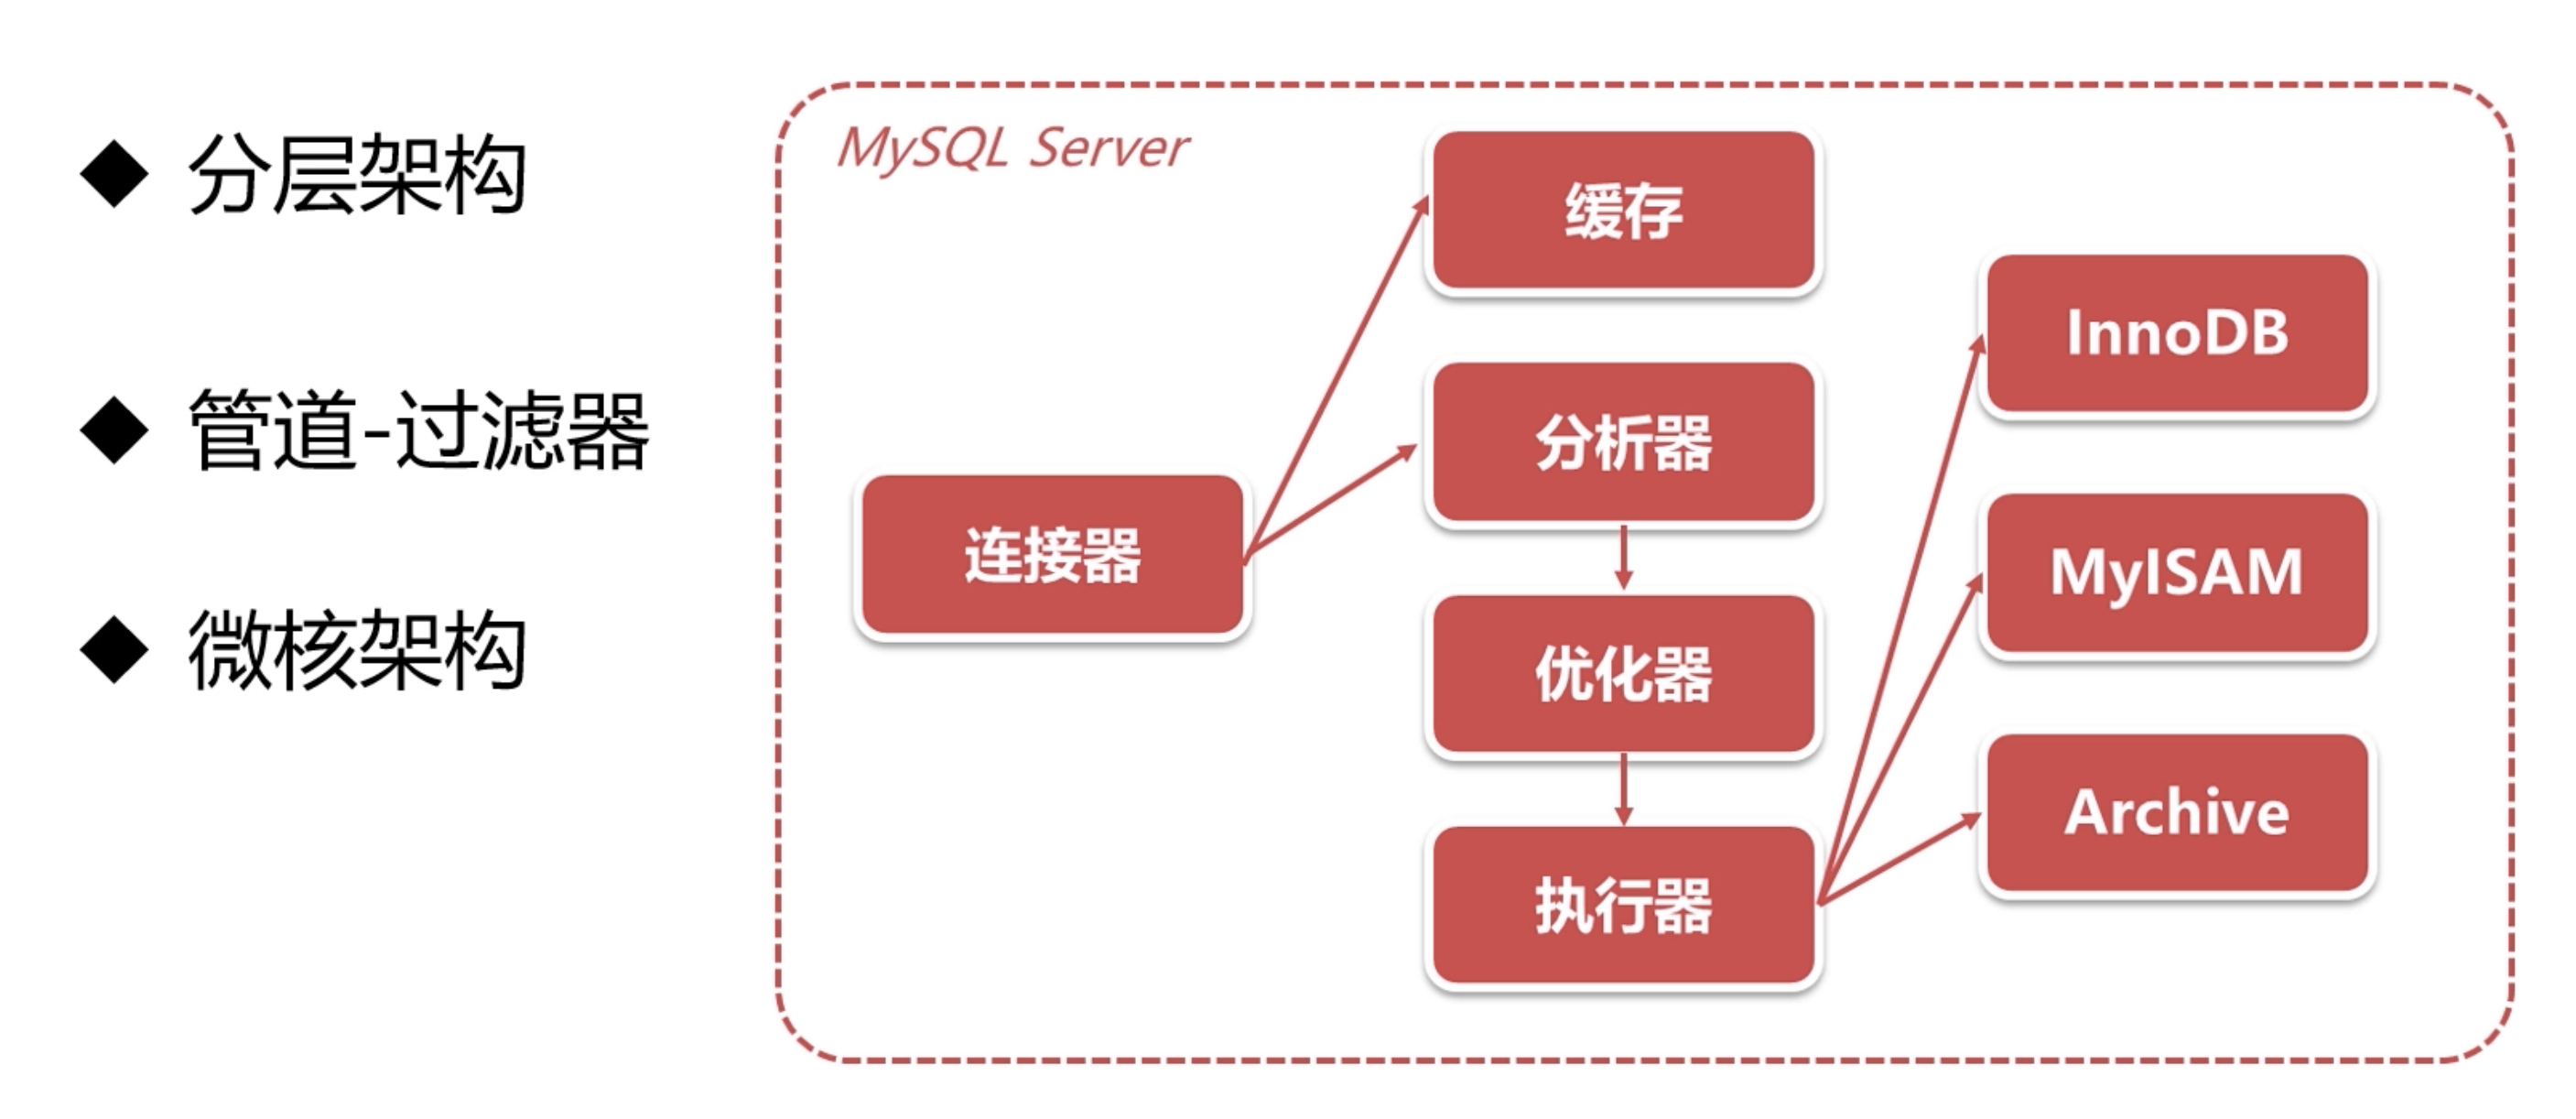 分层架构
管道-过滤器
微核架构
MySQL Server
连接器
缓存
分析器
优化器
执行器
InnoDB
MyISAM
Archive